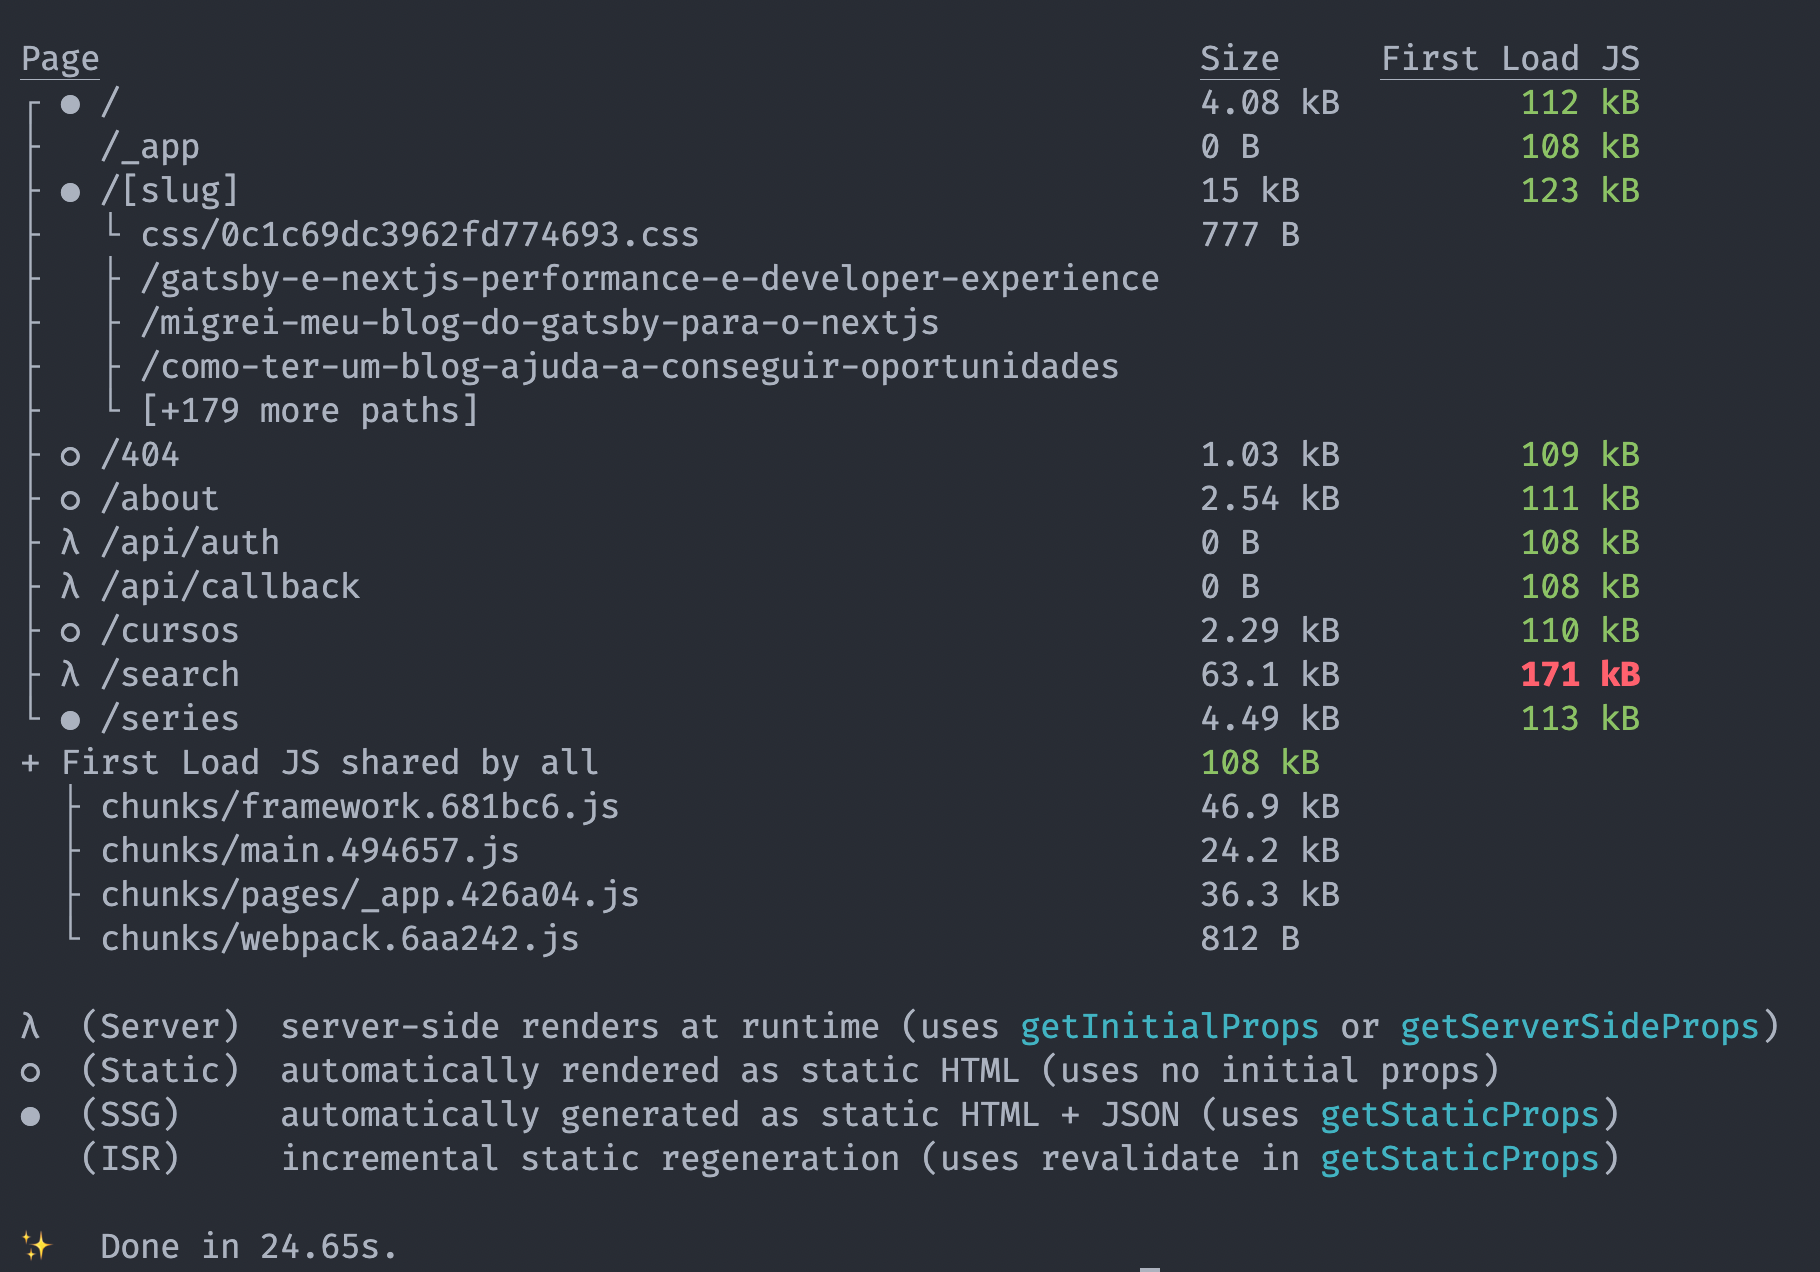 Page Size First Load JS
┌ ● / 4.08 kB 112 kB
├   /_app 0 B 108 kB
├ ● /[slug] 15 kB 123 kB
├   └ css/0c1c69dc3962fd774693.css 777 B
├   ├ /gatsby-e-nextjs-performance-e-developer-experience
├   ├ /migrei-meu-blog-do-gatsby-para-o-nextjs
├   ├ /como-ter-um-blog-ajuda-a-conseguir-oportunidades
├   └ [+179 more paths]
├ ○ /404 1.03 kB 109 kB
├ ○ /about 2.54 kB 111 kB
├ λ /api/auth 0 B 108 kB
├ λ /api/callback 0 B 108 kB
├ ○ /cursos 2.29 kB 110 kB
├ λ /search 63.1 kB 171 kB
└ ● /series 4.49 kB 113 kB
+ First Load JS shared by all 108 kB
  ├ chunks/framework.681bc6.js 46.9 kB
  ├ chunks/main.494657.js 24.2 kB
  ├ chunks/pages/_app.426a04.js 36.3 kB
  └ chunks/webpack.6aa242.js 812 B
λ (Server) server-side renders at runtime (uses getInitialProps or getServerSideProps)
○ (Static) automatically rendered as static HTML (uses no initial props)
● (SSG) automatically generated as static HTML + JSON (uses getStaticProps)
(ISR) incremental static regeneration (uses revalidate in getStaticProps)
✨ Done in 24.65s.